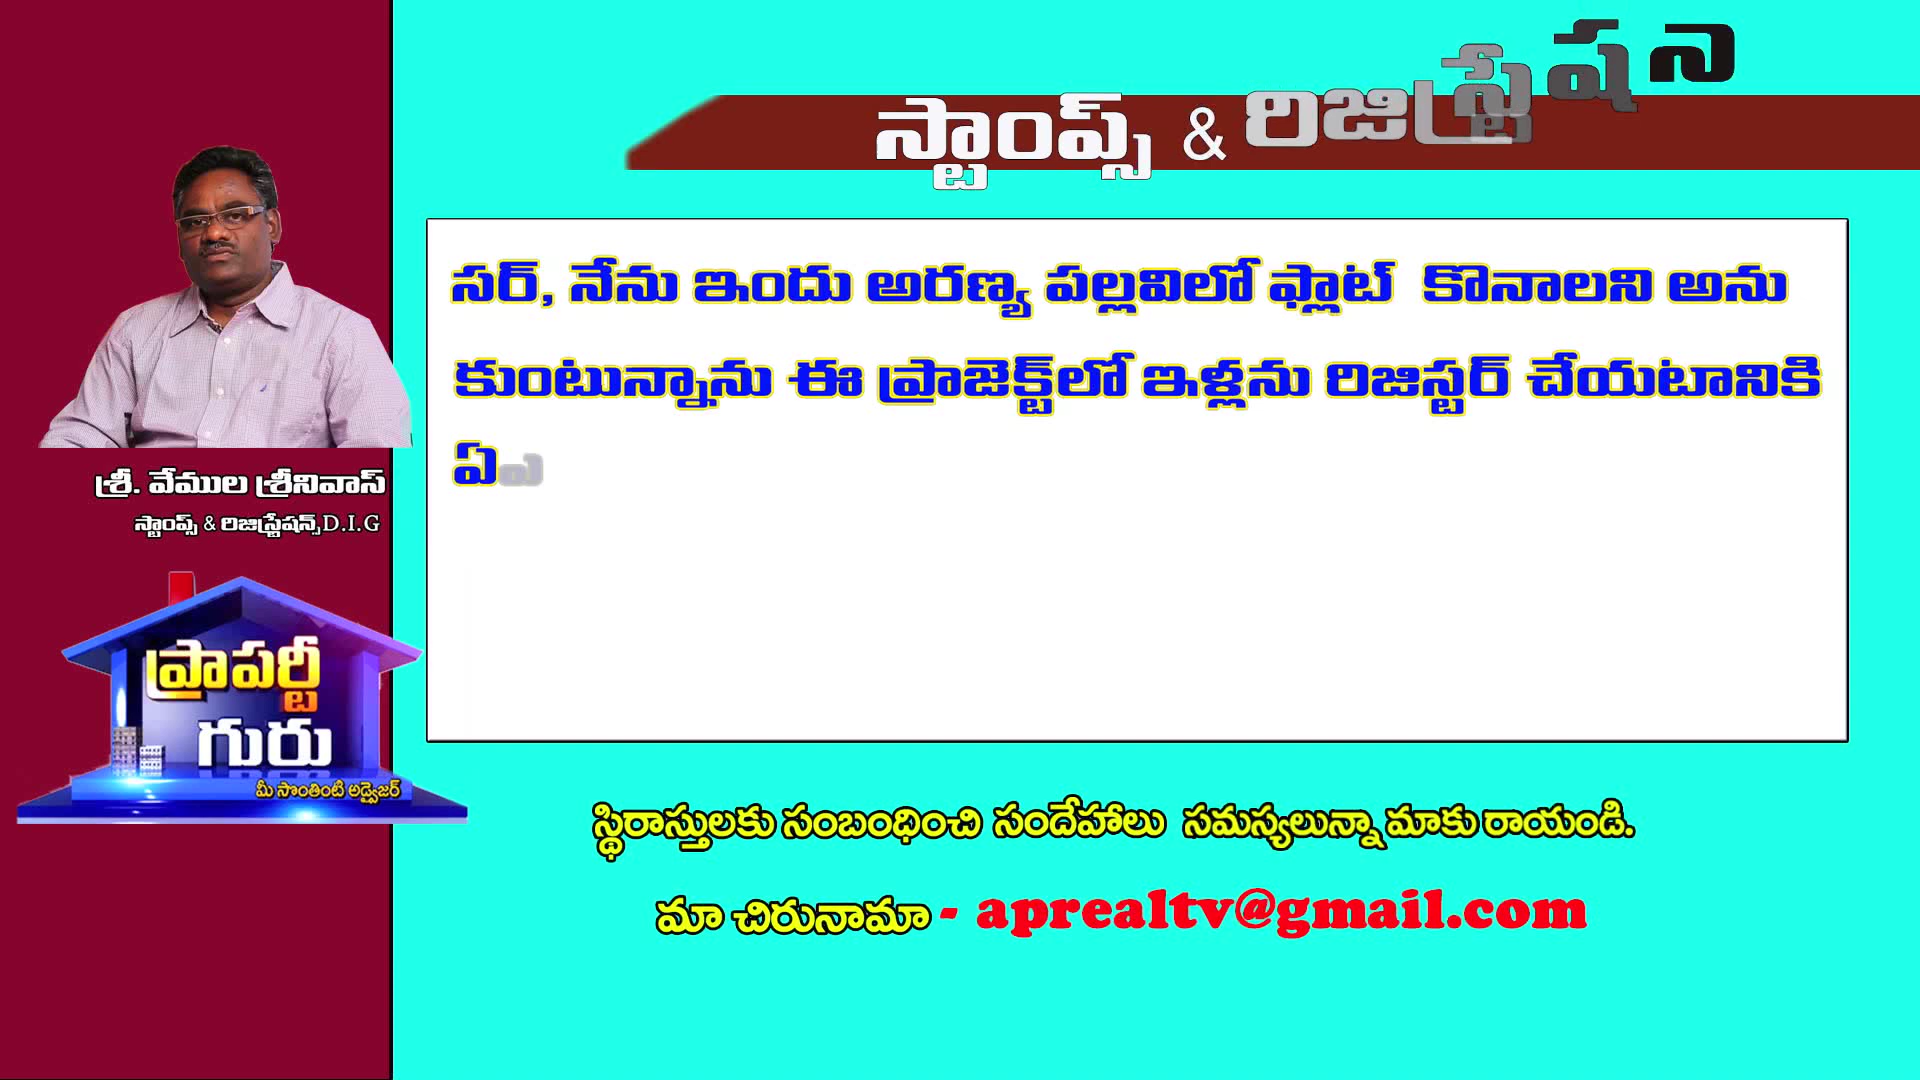 స్టాంప్స్ & రిజిస్ట్రేషన
సర్, నేను ఇందు అరణ్య పల్లవిలో ఫ్లాట్ కొనాలని అను
కుంటున్నాను ఈ ప్రాజెక్ట్‌లో ఇళ్లను రిజిస్టర్ చేయటానికి
ఏ
శ్రీ. వేముల శ్రీనివాస్
స్టాంప్స్ & రిజిస్ట్రేషన్స్ D.I.G
ప్రాపర్టీ
గురు
మీ సొంతింటి అడ్వైజర్
స్థిరాస్తులకు సంబంధించి సందేహాలు సమస్యలున్నా మాకు రాయండి.
మా చిరునామా - aprealtv@gmail.com